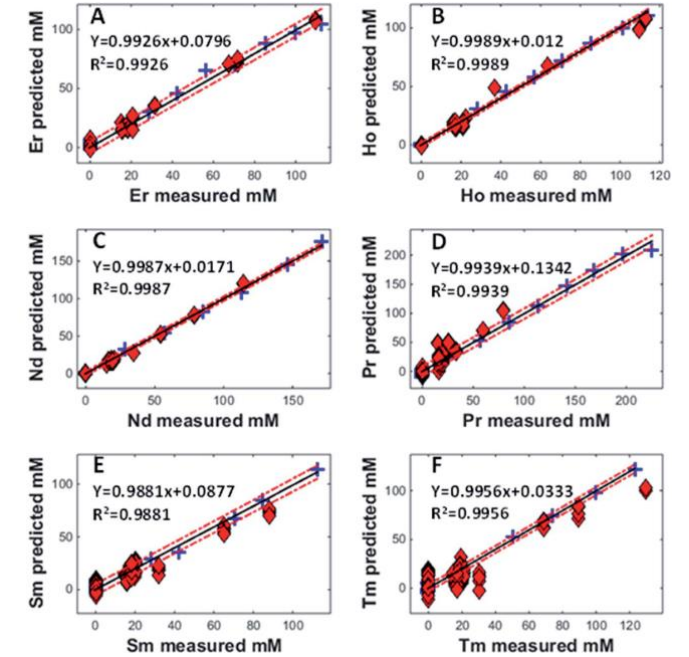 A
Y=0.9926x+0.0796
R²=0.9926
Er predicted mM
100
50
0
0 20 40 60 80 100
Er measured mM
B
Y=0.9989x+0.012
R²=0.9989
Ho predicted mM
100
50
0
0 20 40 60 80 100 120
Ho measured mM
C
Y=0.9987x+0.0171
R²=0.9987
Nd predicted mM
150
100
50
0
0 50 100 150
Nd measured mM
D
Y=0.9939x+0.1342
R²=0.9939
Pr predicted mM
200
150
100
50
0
0 50 100 150 200
Pr measured mM
E
Y=0.9881x+0.0877
R²=0.9881
Sm predicted mM
100
50
0
0 20 40 60 80 100
Sm measured mM
F
Y=0.9956x+0.0333
R²=0.9956
Tm predicted mM
100
50
0
0 20 40 60 80 100 120
Tm measured mM